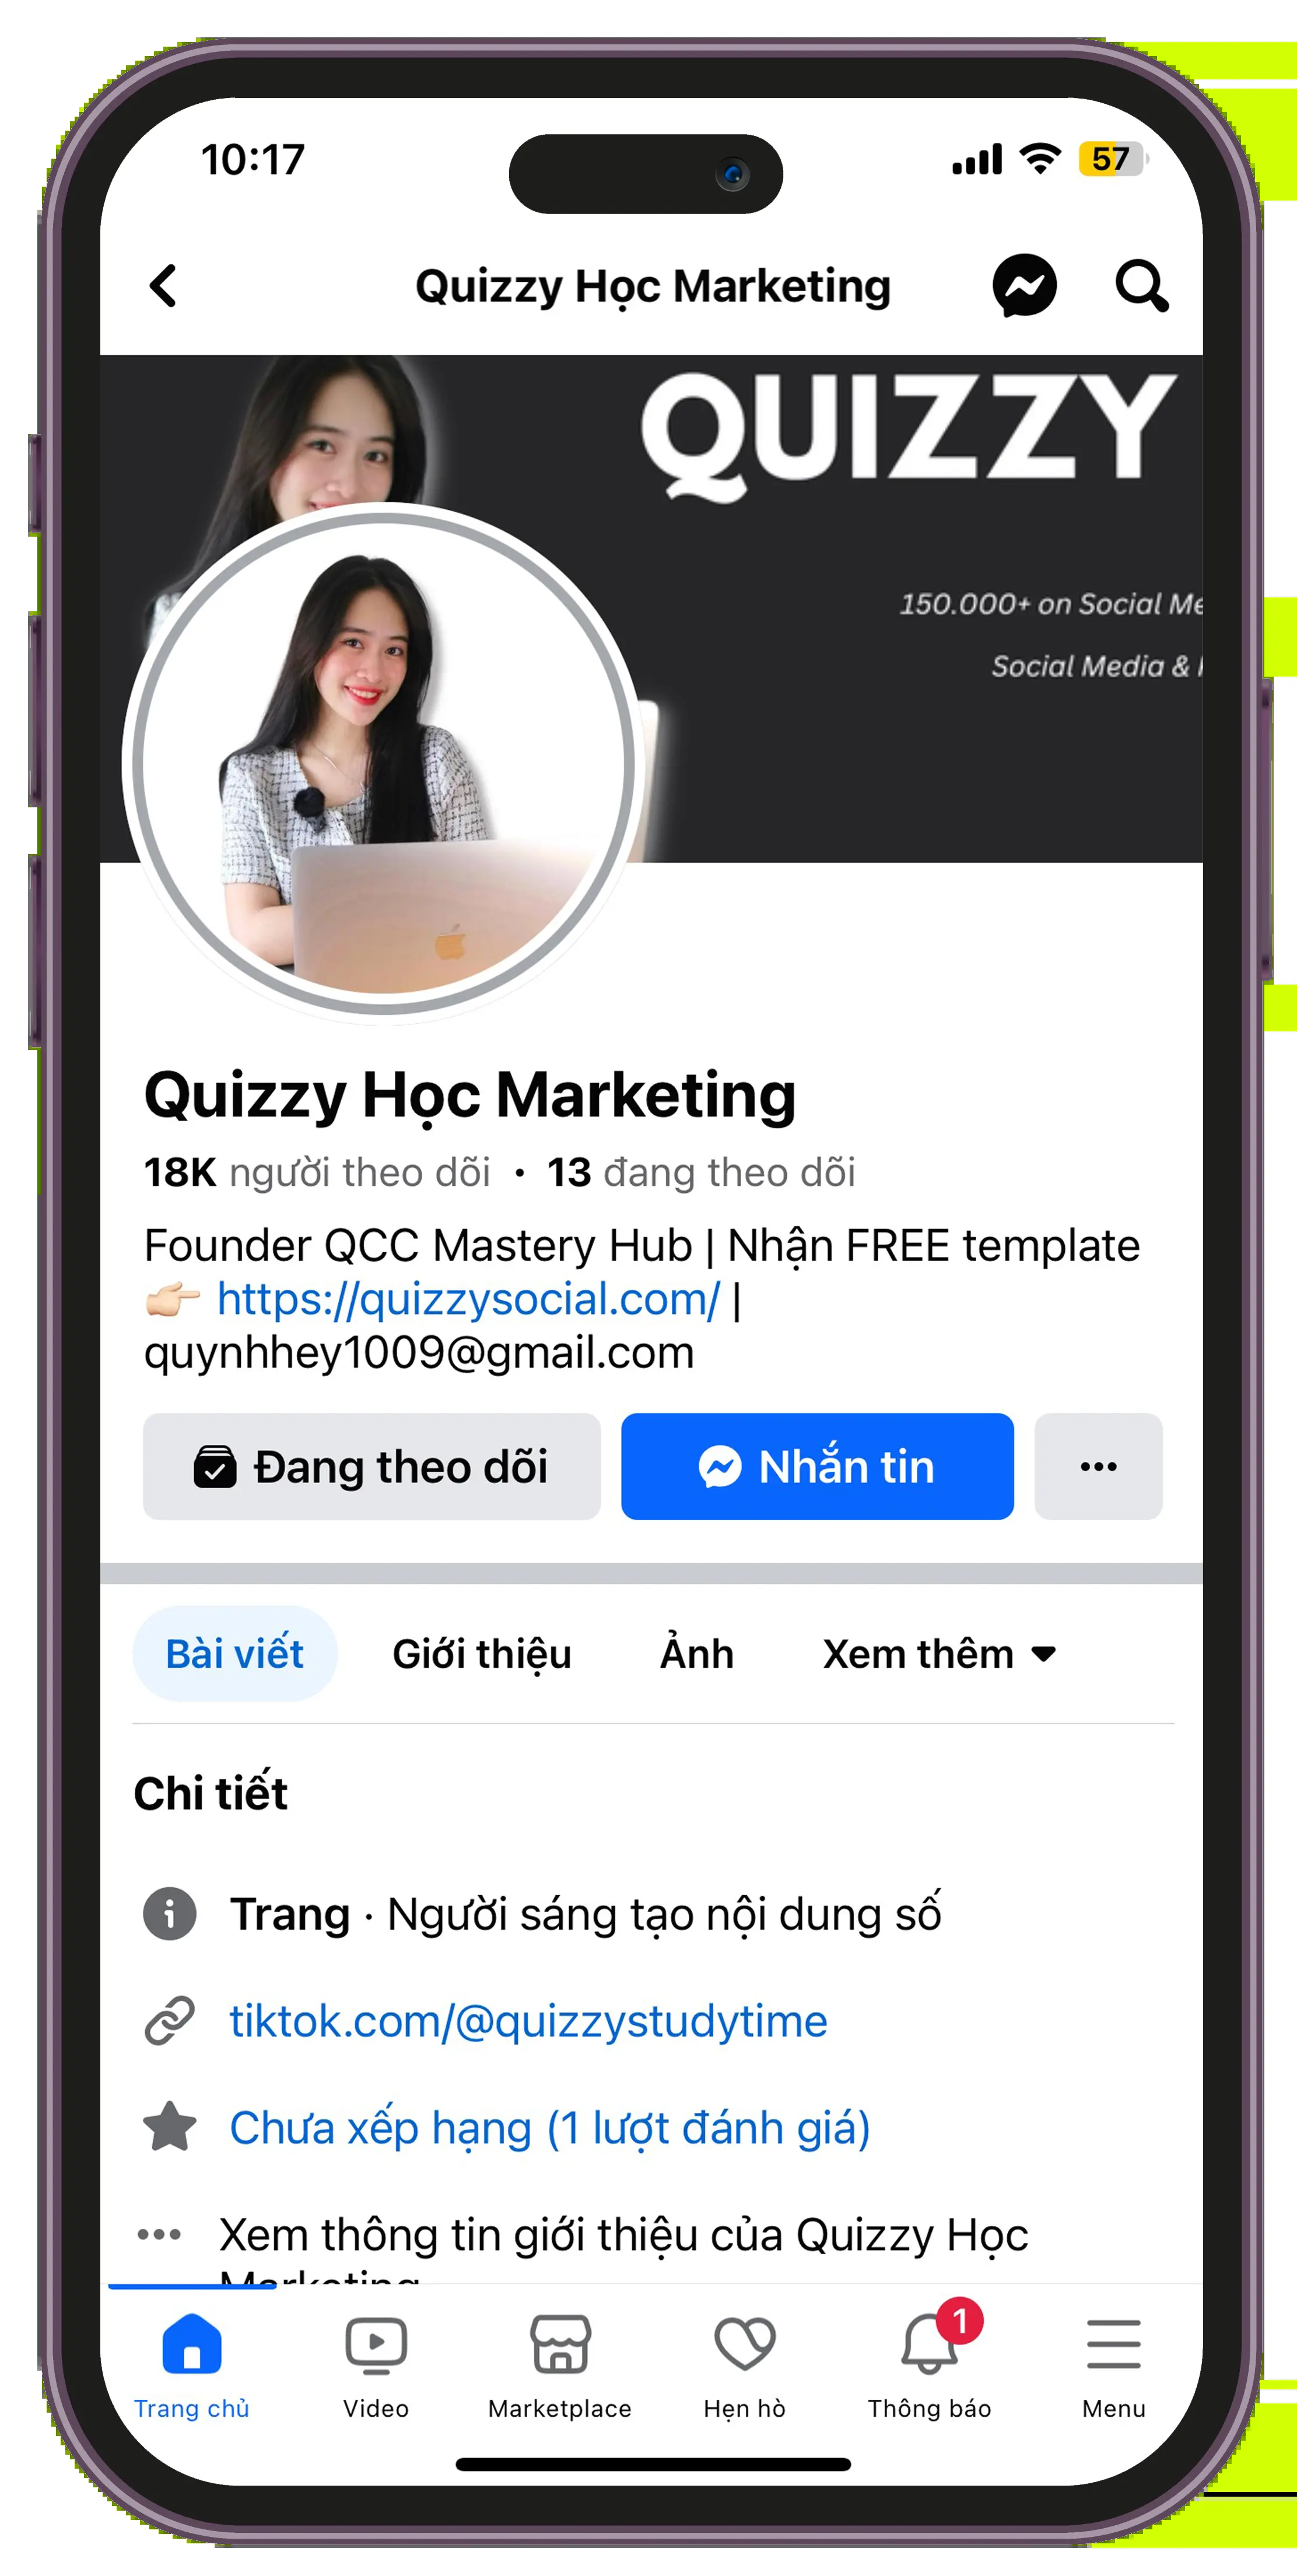 10:17
57
Quizzy Học Marketing
QUIZZY
150.000+ on Social Me
Social Media &
Quizzy Học Marketing
18K người theo dõi · 13 đang theo dõi
Founder QCC Mastery Hub | Nhận FREE template
👉🏻 https://quizzysocial.com/ |
quynhhey1009@gmail.com
Đang theo dõi
Nhắn tin
Bài viết
Giới thiệu
Ảnh
Xem thêm
Chi tiết
Trang · Người sáng tạo nội dung số
tiktok.com/@quizzystudytime
Chưa xếp hạng (1 lượt đánh giá)
Xem thông tin giới thiệu của Quizzy Học
Marketing
1
Trang chủ
Video
Marketplace
Hẹn hò
Thông báo
Menu